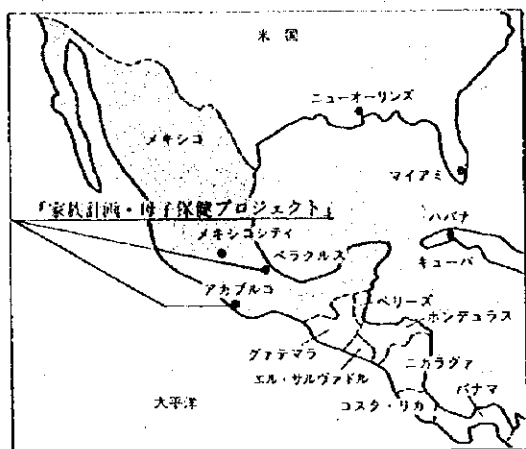 米国
ニューオーリンズ
メキシコ
マイアミ
「家族計画・母子保健プロジェクト」
ハバナ
メキシコシティ
キューバ
ベラクルス
アカプルコ
ベリーズ
ホンデュラス
グァテマラ
ニカラグァ
エル・サルヴァドル
パナマ
太平洋
コスタ・リカ